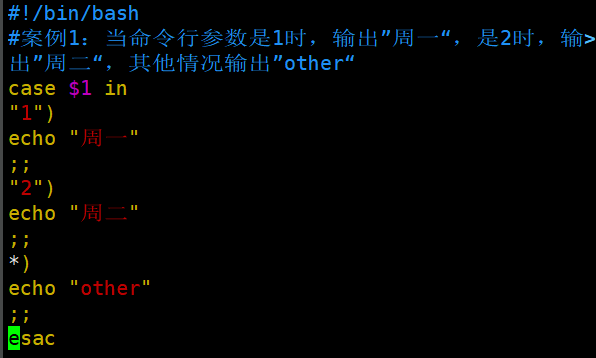 #!/bin/bash
#案例1：当命令行参数是1时，输出”周一“，是2时，输>
出”周二“，其他情况输出”other“
case $1 in
"1")
echo "周一"
;;
"2")
echo "周二"
;;
*)
echo "other"
;;
esac